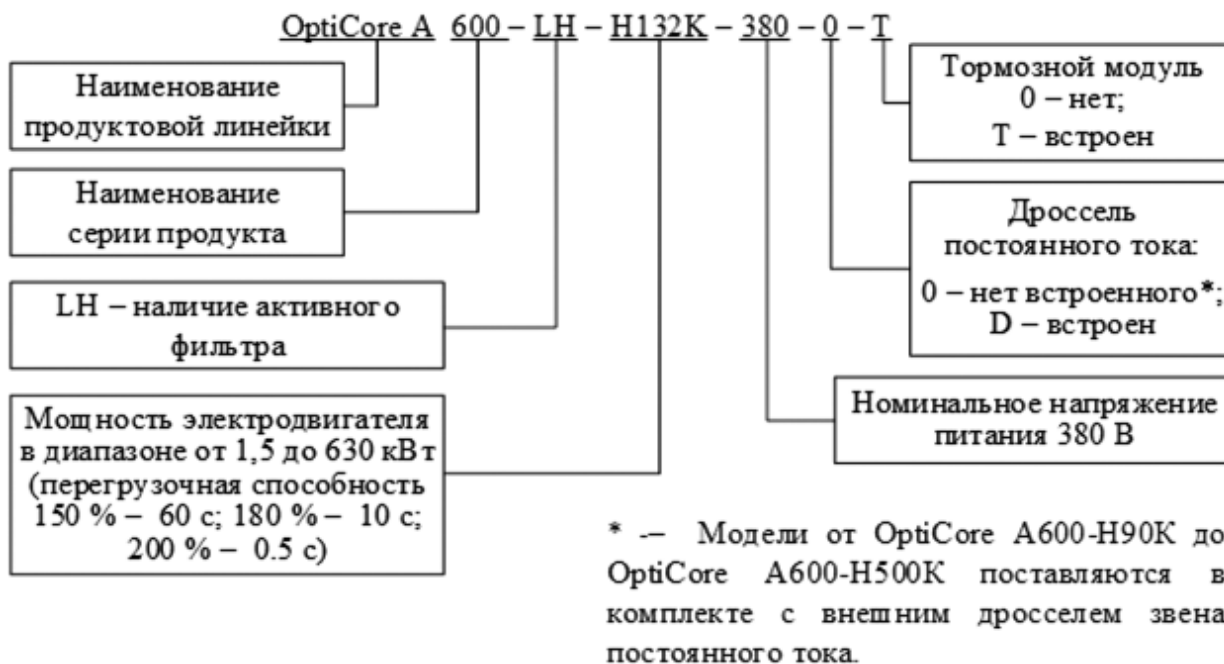 OptiCore A 600 – LH – H132K – 380 – 0 – T
Наименование
продуктовой линейки
Наименование
серии продукта
LH – наличие активного
фильтра
Мощность электродвигателя
в диапазоне от 1,5 до 630 кВт
(перегрузочная способность
150 % – 60 с; 180 % – 10 с;
200 % – 0.5 с)
Тормозной модуль
0 – нет;
Т – встроен
Дроссель
постоянного тока:
0 – нет встроенного*;
D – встроен
Номинальное напряжение
питания 380 В
* -– Модели от OptiCore A600-H90K до
OptiCore A600-H500K поставляются в
комплекте с внешним дросселем звена
постоянного тока.